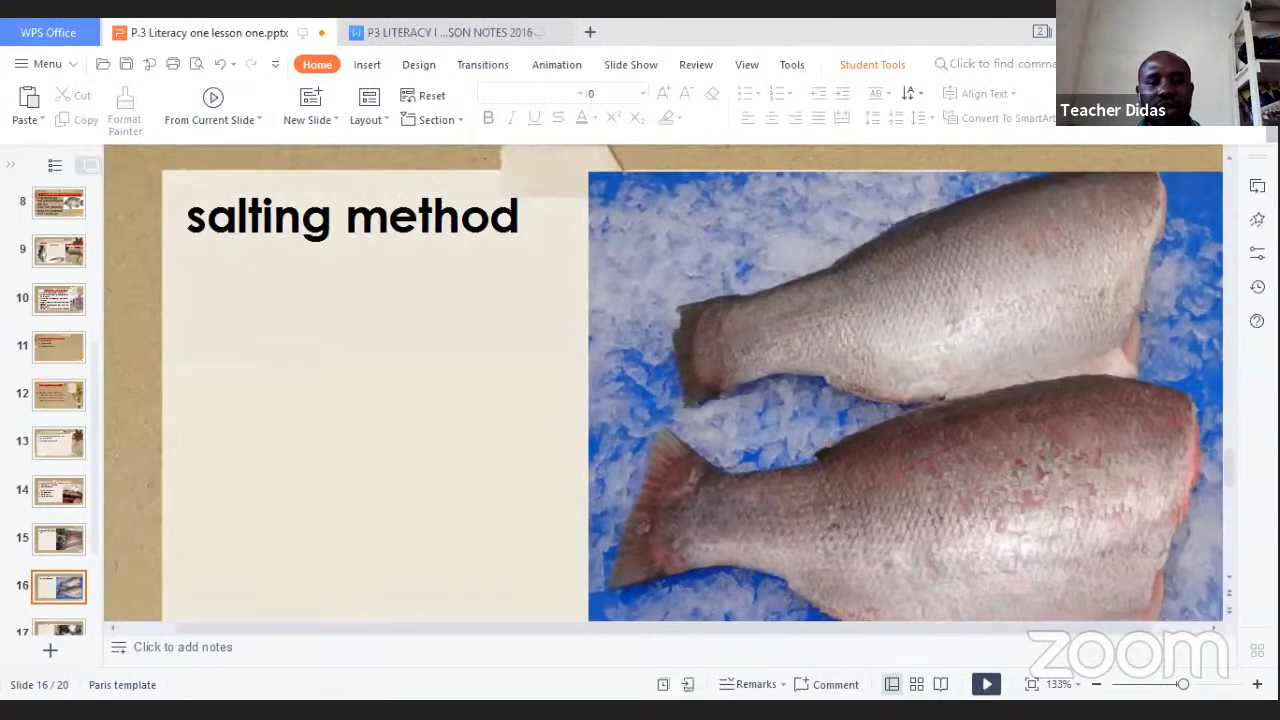 WPS Office
P.3 Literacy one lesson one.pptx
P3 LITERACY I ...SON NOTES 2016
2
Menu
Home
Insert
Design
Transitions
Animation
Slide Show
Review
View
Tools
Student Tools
Click to find comma
Paste
Cut
Format
Painter
From Current Slide
New Slide
Layout
Reset
Section
0
Align Text
Convert To SmartArt
Teacher Didas
8
9
10
11
12
13
14
15
16
17
salting method
Click to add notes
Slide 16 / 20
Paris template
Remarks
Comment
133%
zoom